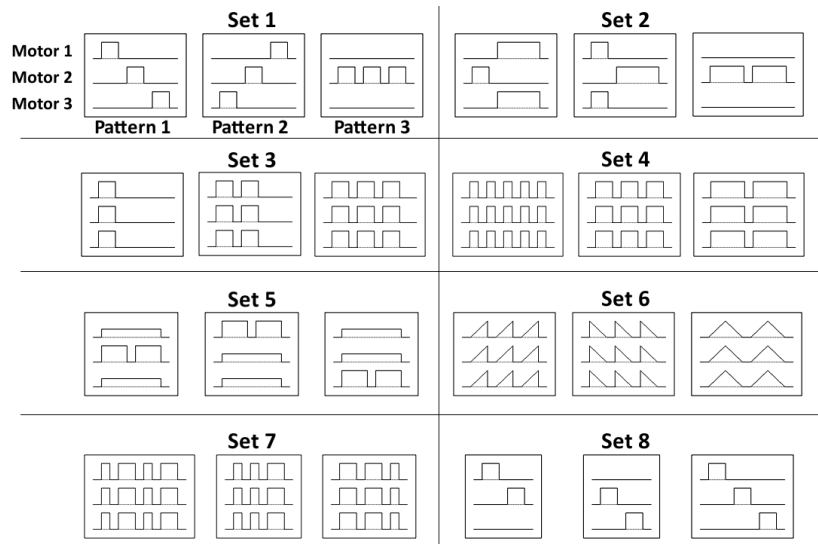 Set 1
Set 2
Motor 1
Motor 2
Motor 3
Pattern 1 Pattern 2 Pattern 3
Set 3
Set 4
Set 5
Set 6
Set 7
Set 8